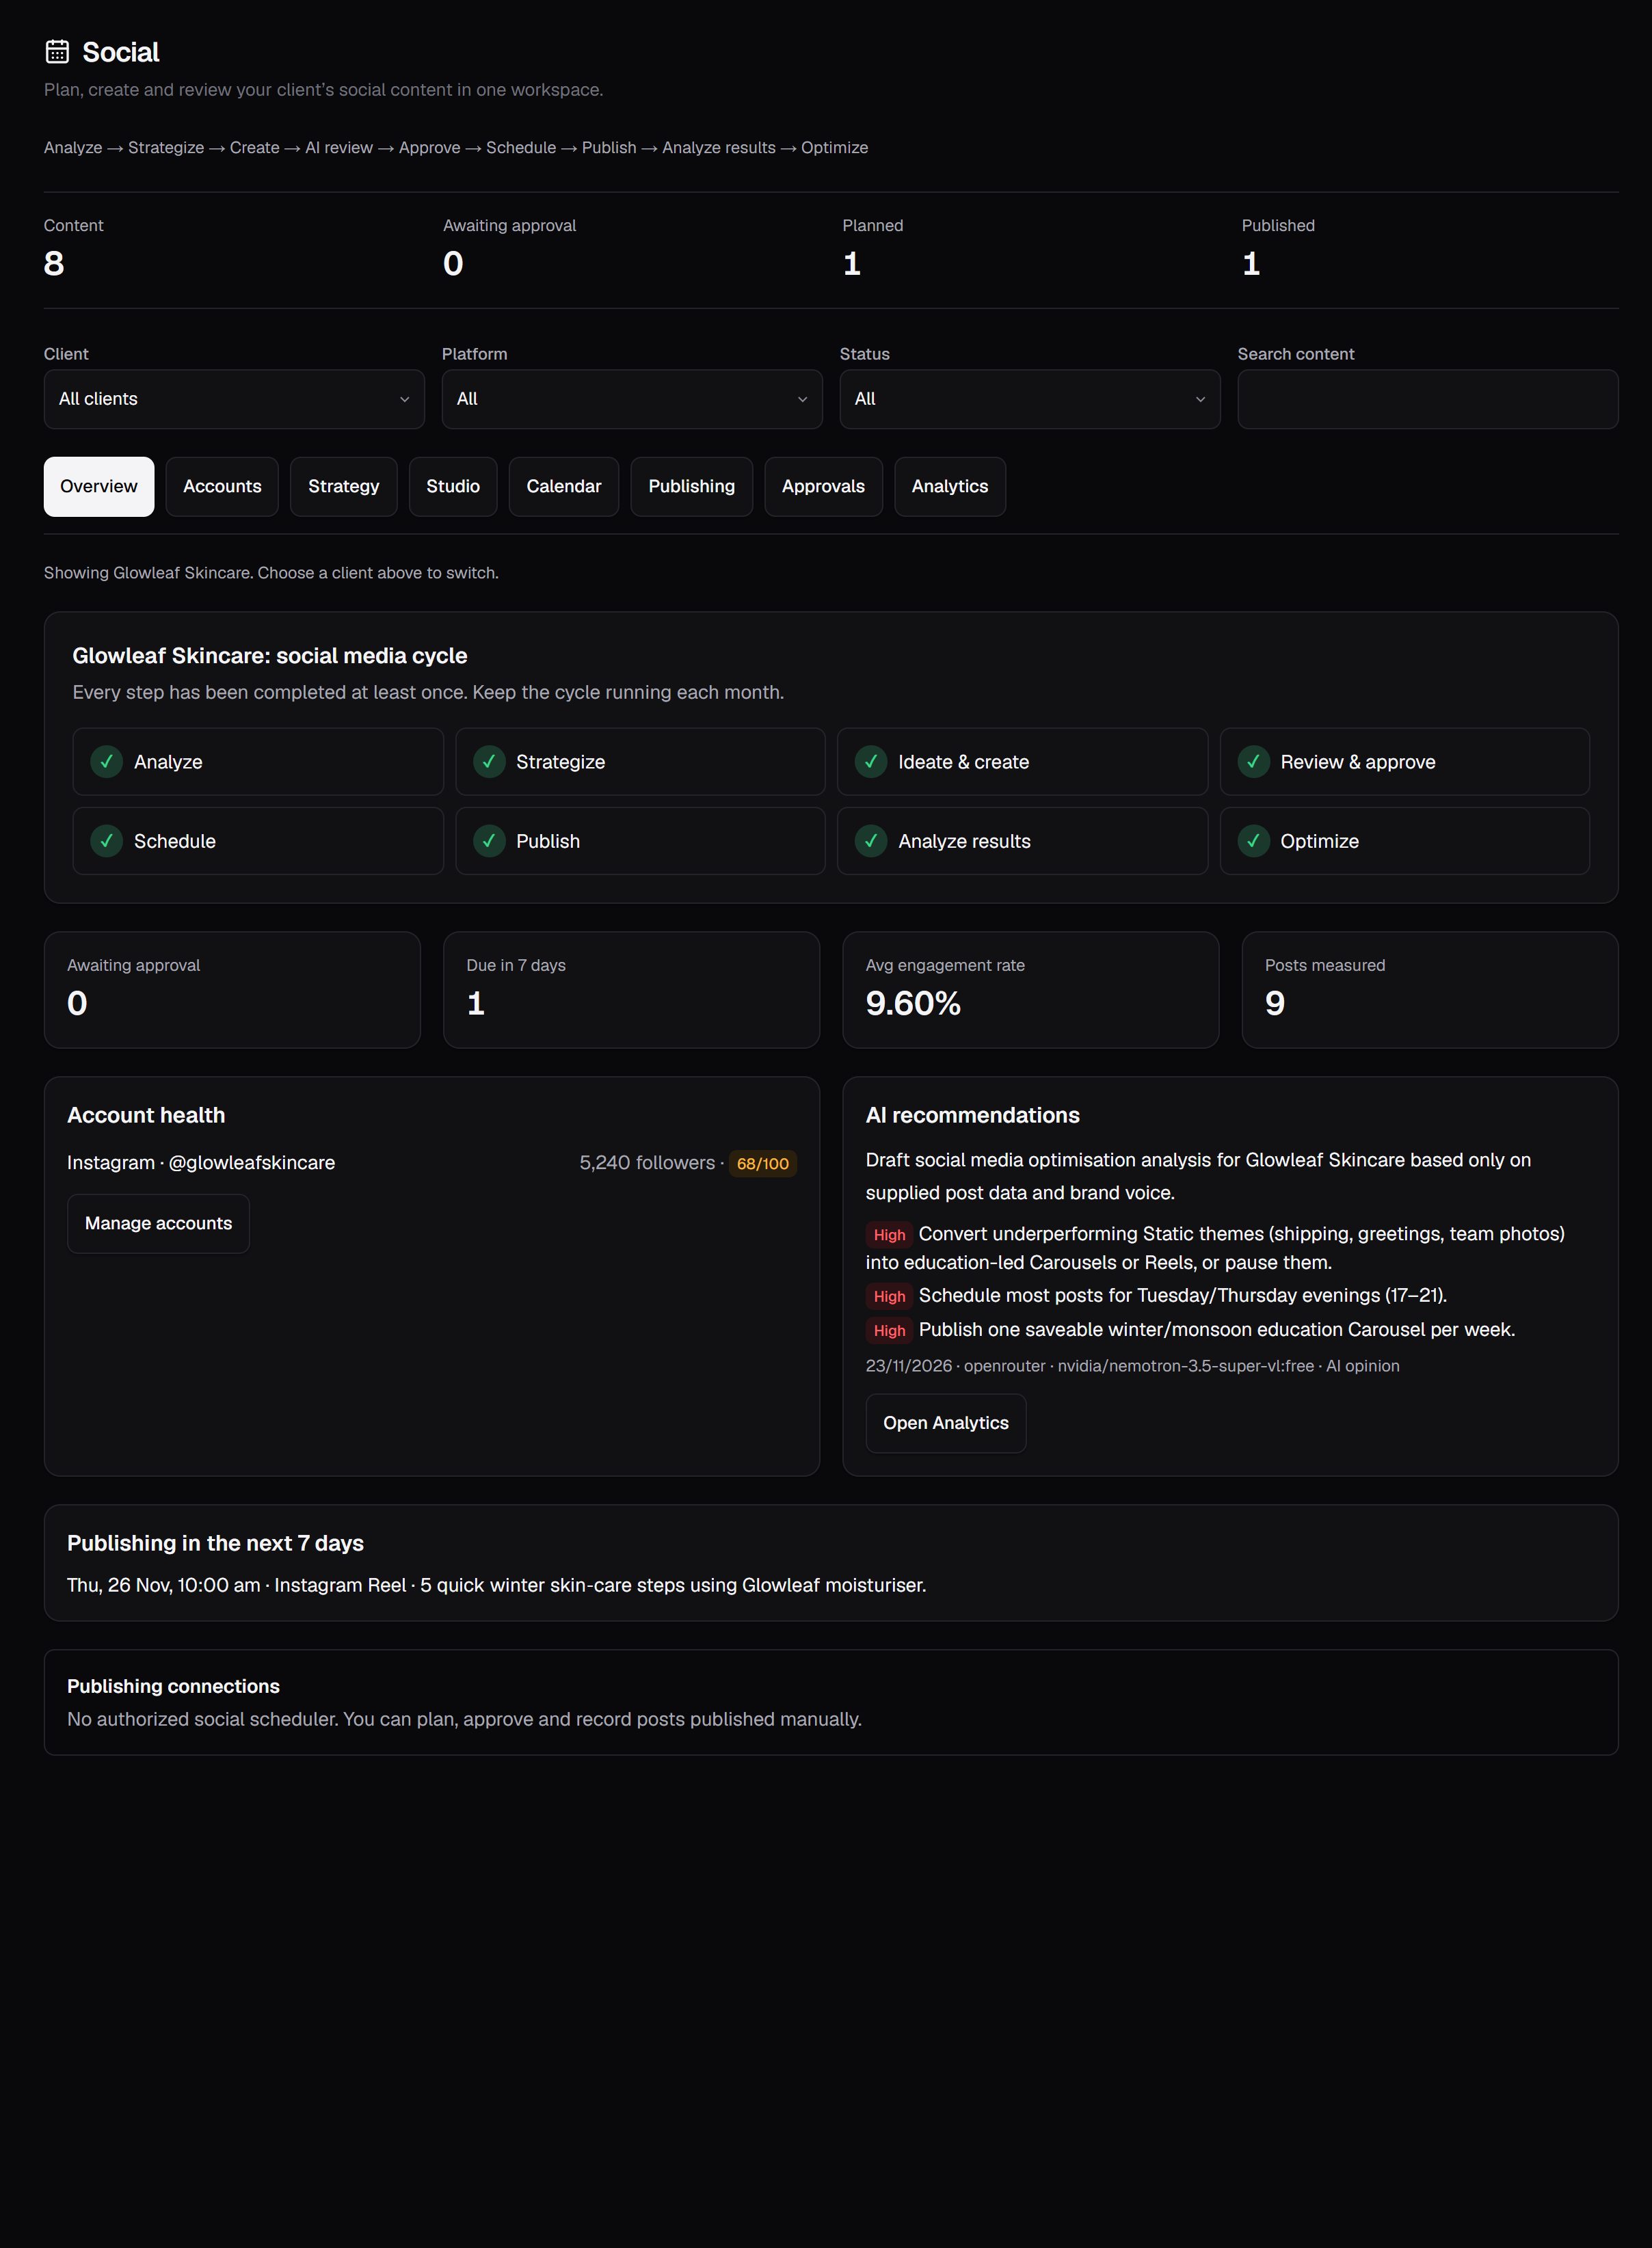 Social
Plan, create and review your client’s social content in one workspace.
Analyze → Strategize → Create → AI review → Approve → Schedule → Publish → Analyze results → Optimize
Content
8
Awaiting approval
0
Planned
1
Published
1
Client
All clients
Platform
All
Status
All
Search content
Overview
Accounts
Strategy
Studio
Calendar
Publishing
Approvals
Analytics
Showing Glowleaf Skincare. Choose a client above to switch.
Glowleaf Skincare: social media cycle
Every step has been completed at least once. Keep the cycle running each month.
✓ Analyze
✓ Strategize
✓ Ideate & create
✓ Review & approve
✓ Schedule
✓ Publish
✓ Analyze results
✓ Optimize
Awaiting approval
0
Due in 7 days
1
Avg engagement rate
9.60%
Posts measured
9
Account health
Instagram · @glowleafskincare
5,240 followers · 68/100
Manage accounts
AI recommendations
Draft social media optimisation analysis for Glowleaf Skincare based only on
supplied post data and brand voice.
High Convert underperforming Static themes (shipping, greetings, team photos)
into education-led Carousels or Reels, or pause them.
High Schedule most posts for Tuesday/Thursday evenings (17–21).
High Publish one saveable winter/monsoon education Carousel per week.
23/11/2026 · openrouter · nvidia/nemotron-3.5-super-vl:free · AI opinion
Open Analytics
Publishing in the next 7 days
Thu, 26 Nov, 10:00 am · Instagram Reel · 5 quick winter skin-care steps using Glowleaf moisturiser.
Publishing connections
No authorized social scheduler. You can plan, approve and record posts published manually.